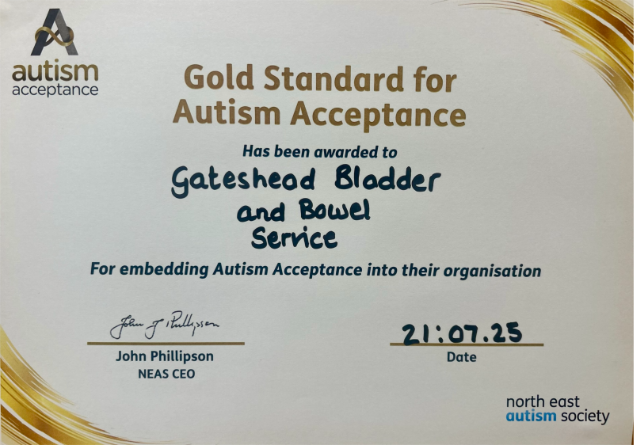 autism
acceptance
Gold Standard for
Autism Acceptance
Has been awarded to
Gateshead Bladder
and Bowel
Service
For embedding Autism Acceptance into their organisation
John J Phillipson
John Phillipson
NEAS CEO
21:07.25
Date
north east
autism society